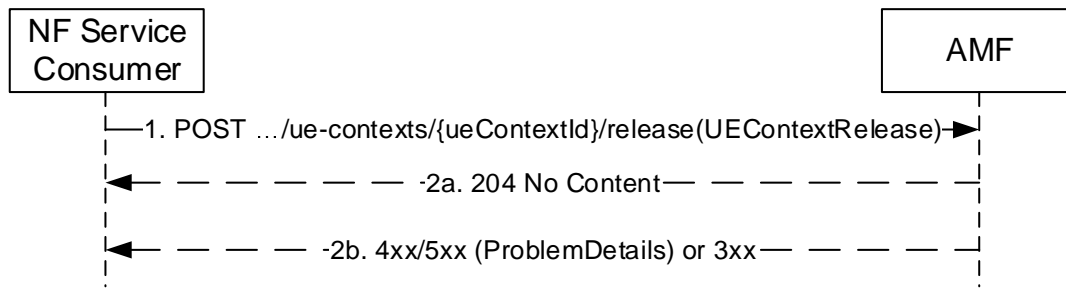 NF Service
Consumer
AMF
1. POST …/ue-contexts/{ueContextId}/release(UEContextRelease)
2a. 204 No Content
2b. 4xx/5xx (ProblemDetails) or 3xx